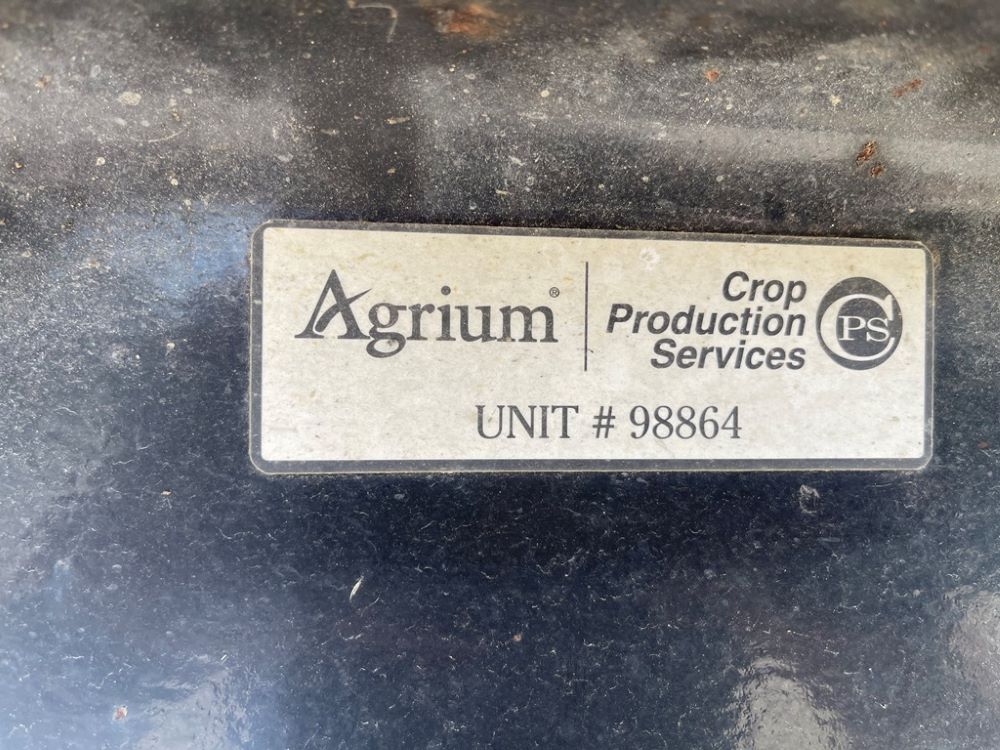 Agrium®
Crop
Production
Services
CPS
UNIT # 98864